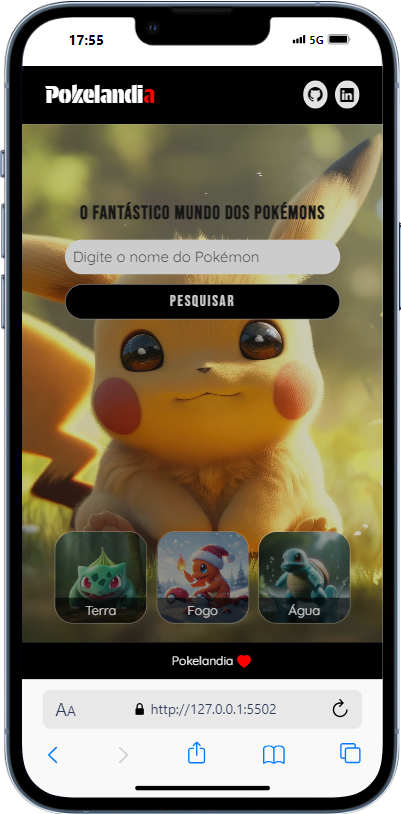 17:55
5G
Pokelandia
O FANTÁSTICO MUNDO DOS POKÉMONS
Digite o nome do Pokémon
PESQUISAR
Terra
Fogo
Água
Pokelandia
AA
http://127.0.0.1:5502